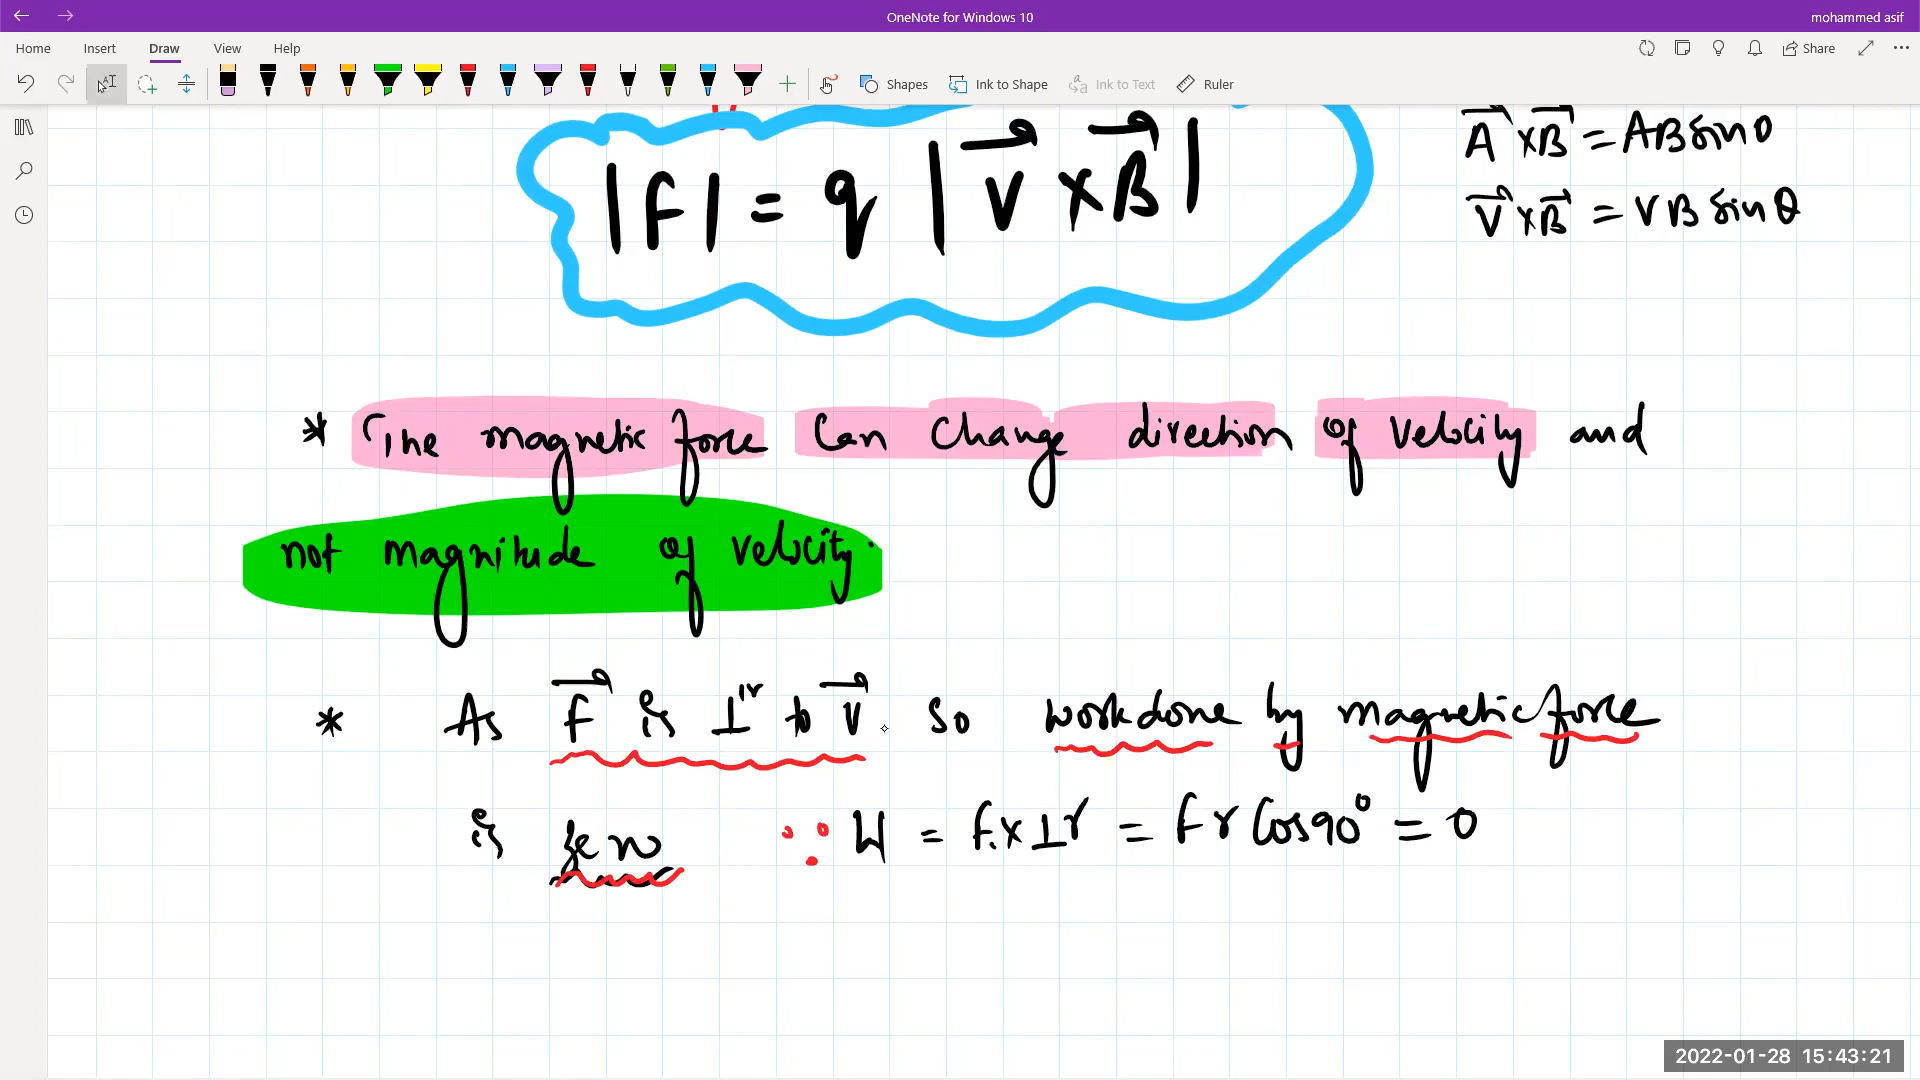 OneNote for Windows 10
mohammed asif
Home Insert Draw View Help
Share
Shapes Ink to Shape Ink to Text Ruler
|F| = q |V×B|
A×B = AB sinθ
V×B = VB sinθ
* The magnetic force Can Change direction of velocity and
not magnitude of velocity.
* As F is ⊥ʳ to V. So workdone by magnetic force
is zero ∵ W = F×⊥r = Fr Cos90° = 0
2022-01-28 15:43:21